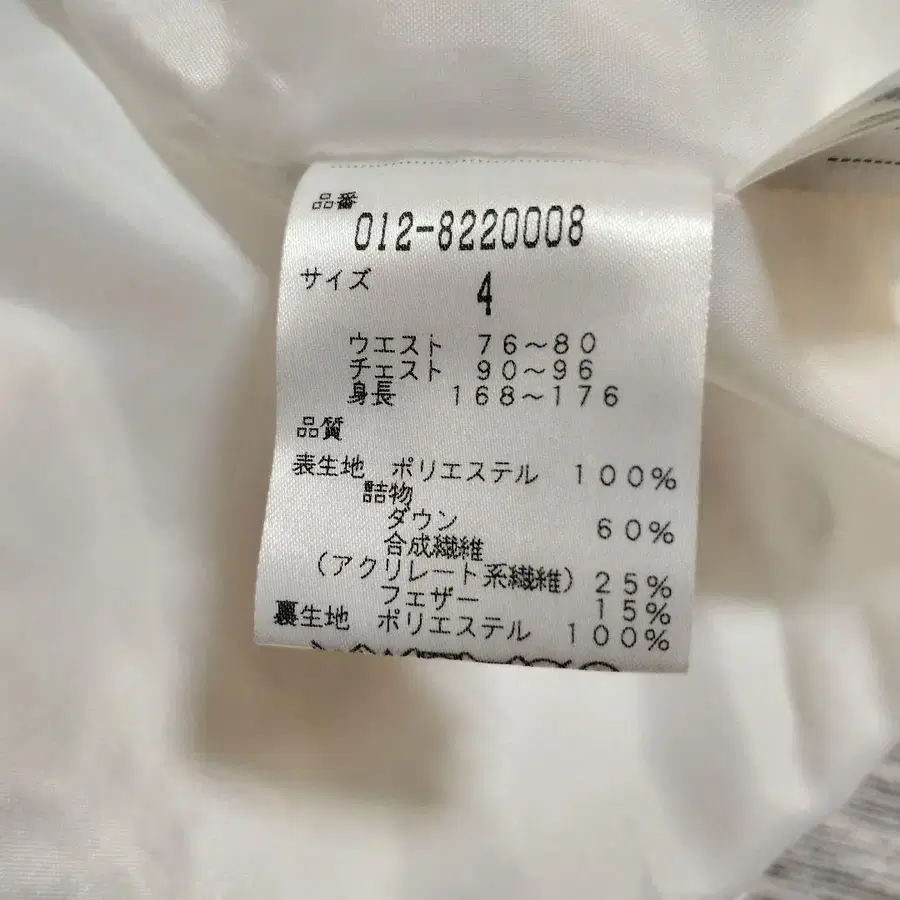 品番
012-8220008
サイズ 4
ウエスト 76～80
チェスト 90～96
身長 168～176
品質
表生地 ポリエステル 100%
詰物
ダウン 60%
合成繊維
(アクリレート系繊維) 25%
フェザー 15%
裏生地 ポリエステル 100%